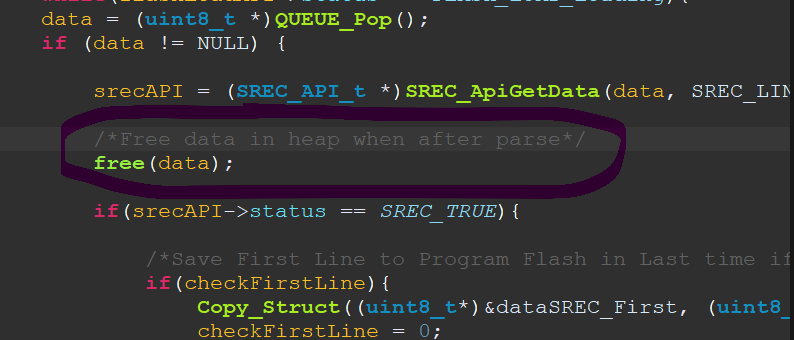 data = (uint8_t *)QUEUE_Pop();
if (data != NULL) {
srecAPI = (SREC_API_t *)SREC_ApiGetData(data, SREC_LIN
/*Free data in heap when after parse*/
free(data);
if(srecAPI->status == SREC_TRUE){
/*Save First Line to Program Flash in Last time if
if(checkFirstLine){
Copy_Struct((uint8_t*)&dataSREC_First, (uint8_
checkFirstLine = 0;